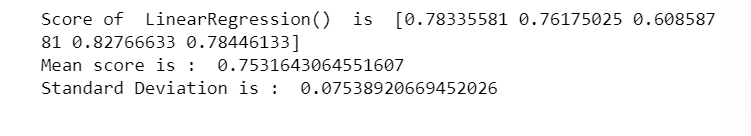 Score of  LinearRegression()  is  [0.78335581 0.76175025 0.608587
81 0.82766633 0.78446133]
Mean score is :  0.7531643064551607
Standard Deviation is :  0.07538920669452026